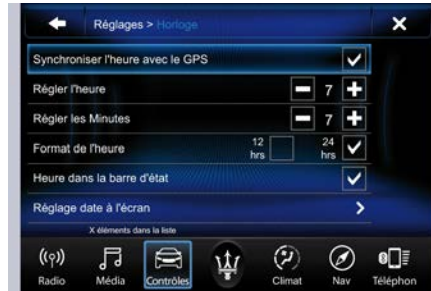 Réglages > Horloge
Synchroniser l'heure avec le GPS
Régler l'heure 7
Régler les Minutes 7
Format de l'heure 12 hrs 24 hrs
Heure dans la barre d'état
Réglage date à l'écran
X éléments dans la liste
Radio Média Contrôles Climat Nav Téléphon